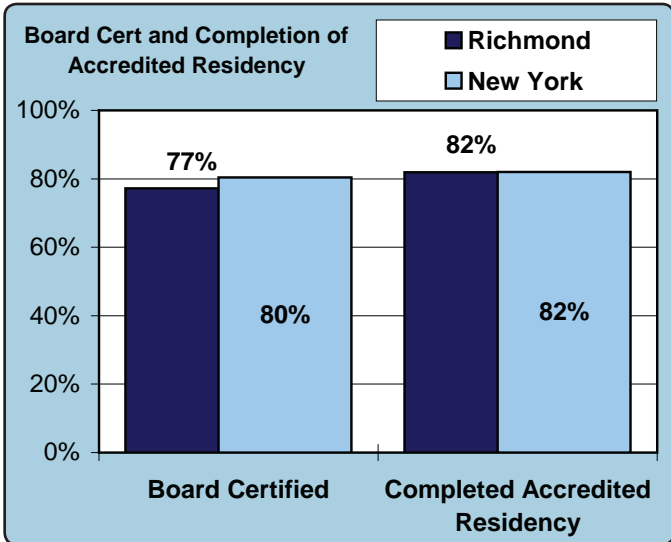 Board Cert and Completion of
Accredited Residency
Richmond
New York
100%
80%
60%
40%
20%
0%
77%
80%
82%
82%
Board Certified
Completed Accredited
Residency